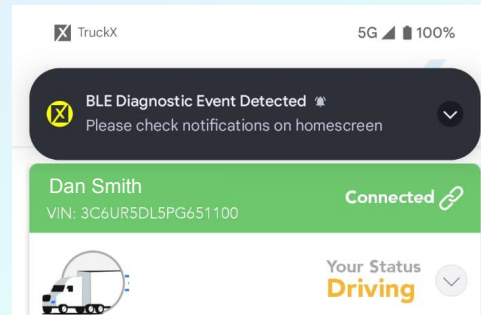 TruckX
5G 100%
BLE Diagnostic Event Detected
Please check notifications on homescreen
Dan Smith
Connected
VIN: 3C6UR5DL5PG651100
Your Status
Driving